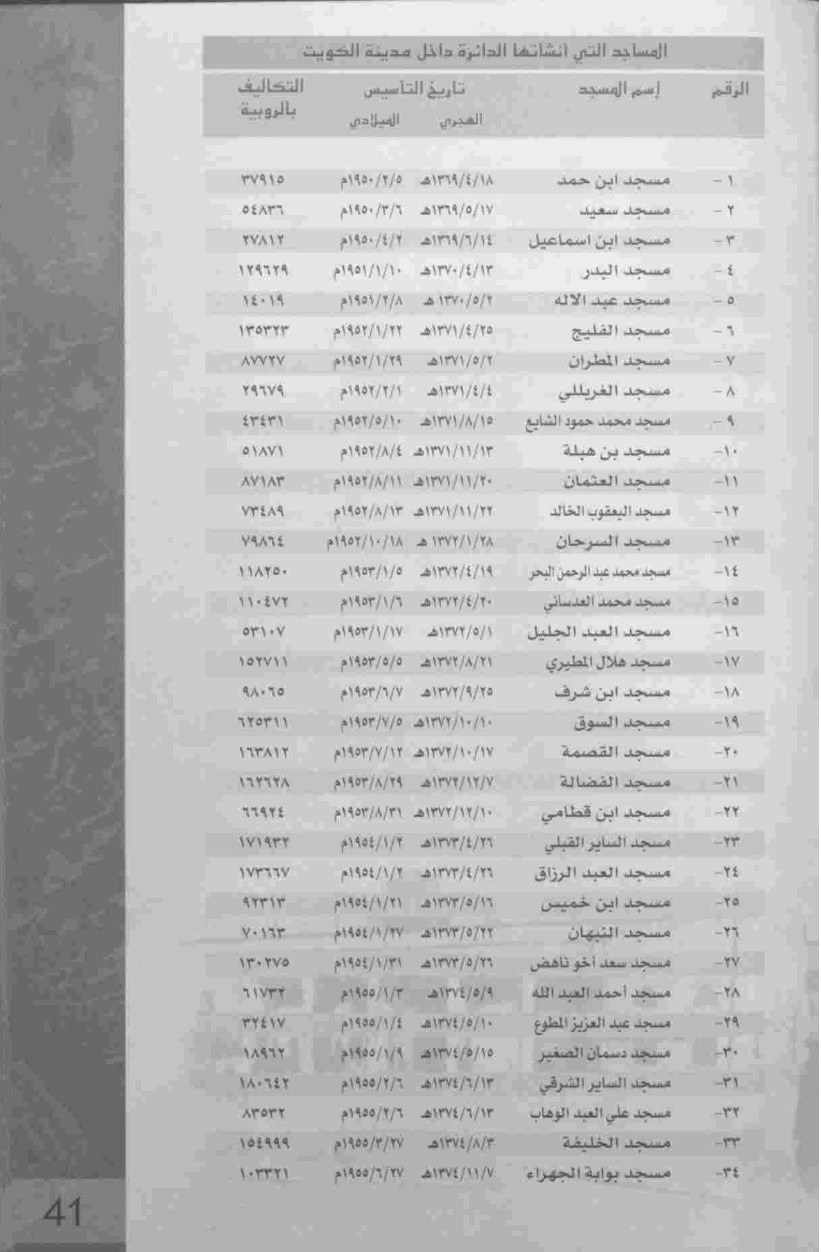 المساجد التي أنشأتها الدائرة داخل مدينة الكويت
الرقم إسم المسجد تاريخ التأسيس التكاليف
الهجري الميلادي بالروبية
١ - مسجد ابن حمد ١٣٦٩/٤/١٨هـ ١٩٥٠/٢/٥م ٣٧٩١٥
٢ - مسجد سعيد ١٣٦٩/٥/١٧هـ ١٩٥٠/٣/٦م ٥٤٨٣٦
٣ - مسجد ابن اسماعيل ١٣٦٩/٦/١٤هـ ١٩٥٠/٤/٢م ٢٧٨١٢
٤ - مسجد البدر ١٣٧٠/٤/١٣هـ ١٩٥١/١/١٠م ١٢٩٦٢٩
٥ - مسجد عبد الاله ١٣٧٠/٥/٢ هـ ١٩٥١/٢/٨م ١٤٠١٩
٦ - مسجد الفليج ١٣٧١/٤/٢٥هـ ١٩٥٢/١/٢٢م ١٣٥٣٢٣
٧ - مسجد المطران ١٣٧١/٥/٢هـ ١٩٥٢/١/٢٩م ٨٧٧٢٧
٨ - مسجد الغريللي ١٣٧١/٤/٤هـ ١٩٥٢/٢/١م ٢٩٦٧٩
٩ - مسجد محمد حمود الشايع ١٣٧١/٨/١٥هـ ١٩٥٢/٥/١٠م ٤٣٤٣١
١٠- مسجد بن هبلة ١٣٧١/١١/١٣هـ ١٩٥٢/٨/٤م ٥١٨٧١
١١- مسجد العثمان ١٣٧١/١١/٢٠هـ ١٩٥٢/٨/١١م ٨٧١٨٣
١٢- مسجد اليعقوب الخالد ١٣٧١/١١/٢٢هـ ١٩٥٢/٨/١٣م ٧٣٤٨٩
١٣- مسجد السرحان ١٣٧٢/١/٢٨ هـ ١٩٥٢/١٠/١٨م ٧٩٨٦٤
١٤- مسجد محمد عبد الرحمن البحر ١٣٧٢/٤/١٩هـ ١٩٥٣/١/٥م ١١٨٢٥٠
١٥- مسجد محمد العدساني ١٣٧٢/٤/٢٠هـ ١٩٥٣/١/٦م ١١٠٤٧٢
١٦- مسجد العبد الجليل ١٣٧٢/٥/١هـ ١٩٥٣/١/١٧م ٥٣١٠٧
١٧- مسجد هلال المطيري ١٣٧٢/٨/٢١هـ ١٩٥٣/٥/٥م ١٥٢٧١١
١٨- مسجد ابن شرف ١٣٧٢/٩/٢٥هـ ١٩٥٣/٦/٧م ٩٨٠٦٥
١٩- مسجد السوق ١٣٧٢/١٠/١٠هـ ١٩٥٣/٧/٥م ٦٢٥٣١١
٢٠- مسجد القصمة ١٣٧٢/١٠/١٧هـ ١٩٥٣/٧/١٢م ١٦٣٨١٢
٢١- مسجد الفضالة ١٣٧٢/١٢/٧هـ ١٩٥٣/٨/٢٩م ١٦٢٦٢٨
٢٢- مسجد ابن قطامي ١٣٧٢/١٢/١٠هـ ١٩٥٣/٨/٣١م ٦٦٩٢٤
٢٣- مسجد الساير القبلي ١٣٧٣/٤/٢٦هـ ١٩٥٤/١/٢م ١٧١٩٣٢
٢٤- مسجد العبد الرزاق ١٣٧٣/٤/٢٦هـ ١٩٥٤/١/٢م ١٧٣٦٦٧
٢٥- مسجد ابن خميس ١٣٧٣/٥/١٦هـ ١٩٥٤/١/٢١م ٩٢٣١٣
٢٦- مسجد النبهان ١٣٧٣/٥/٢٢هـ ١٩٥٤/١/٢٧م ٧٠١٦٣
٢٧- مسجد سعد أخو ناهض ١٣٧٣/٥/٢٦هـ ١٩٥٤/١/٣١م ١٣٠٢٧٥
٢٨- مسجد أحمد العبد الله ١٣٧٤/٥/٩هـ ١٩٥٥/١/٣م ٦١٧٣٢
٢٩- مسجد عبد العزيز المطوع ١٣٧٤/٥/١٠هـ ١٩٥٥/١/٤م ٣٢٤١٧
٣٠- مسجد دسمان الصغير ١٣٧٤/٥/١٥هـ ١٩٥٥/١/٩م ١٨٩٦٢
٣١- مسجد الساير الشرقي ١٣٧٤/٦/١٣هـ ١٩٥٥/٢/٦م ١٨٠٦٤٢
٣٢- مسجد علي العبد الوهاب ١٣٧٤/٦/١٣هـ ١٩٥٥/٢/٦م ٨٣٥٣٢
٣٣- مسجد الخليفة ١٣٧٤/٨/٣هـ ١٩٥٥/٣/٢٧م ١٥٤٩٩٩
٣٤- مسجد بوابة الجهراء ١٣٧٤/١١/٧هـ ١٩٥٥/٦/٢٧م ١٠٣٣٢١
41